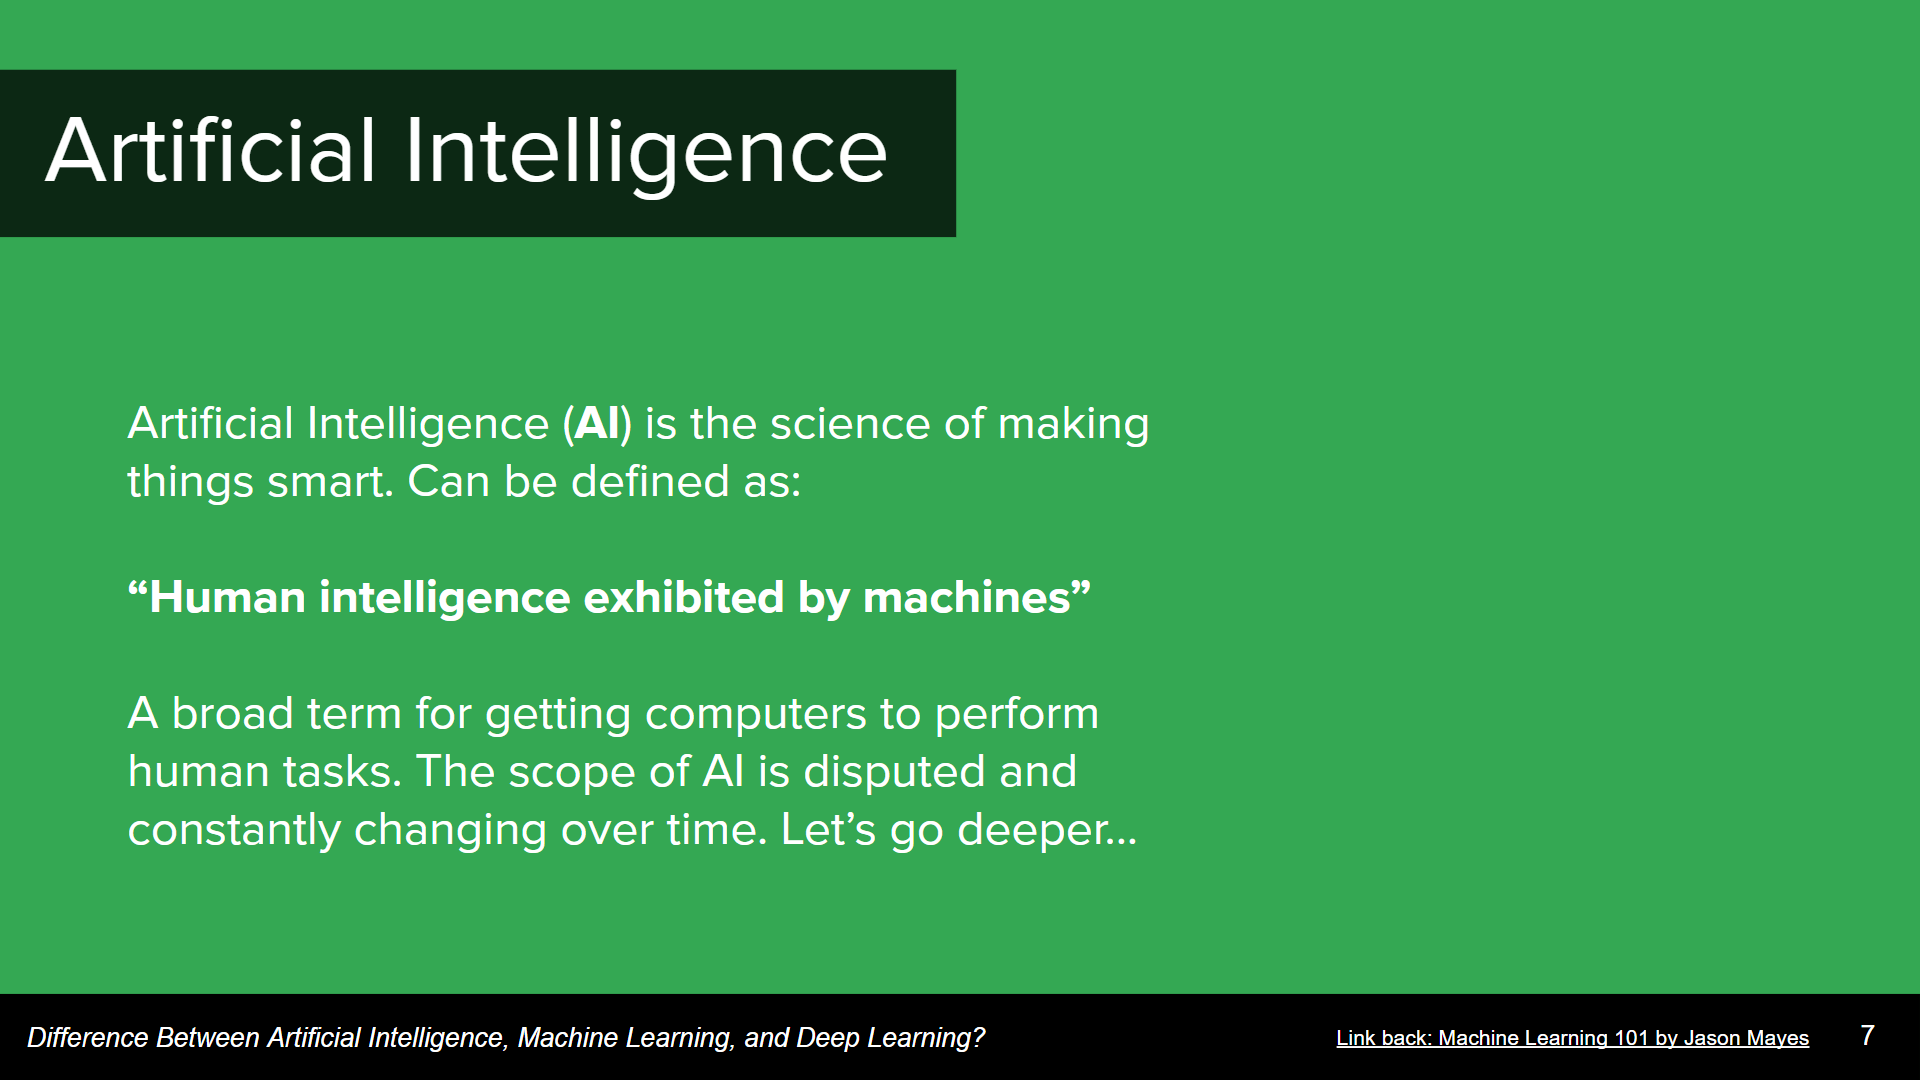 Artificial Intelligence
Artificial Intelligence (AI) is the science of making
things smart. Can be defined as:
“Human intelligence exhibited by machines”
A broad term for getting computers to perform
human tasks. The scope of AI is disputed and
constantly changing over time. Let’s go deeper...
Difference Between Artificial Intelligence, Machine Learning, and Deep Learning?
Link back: Machine Learning 101 by Jason Mayes
7